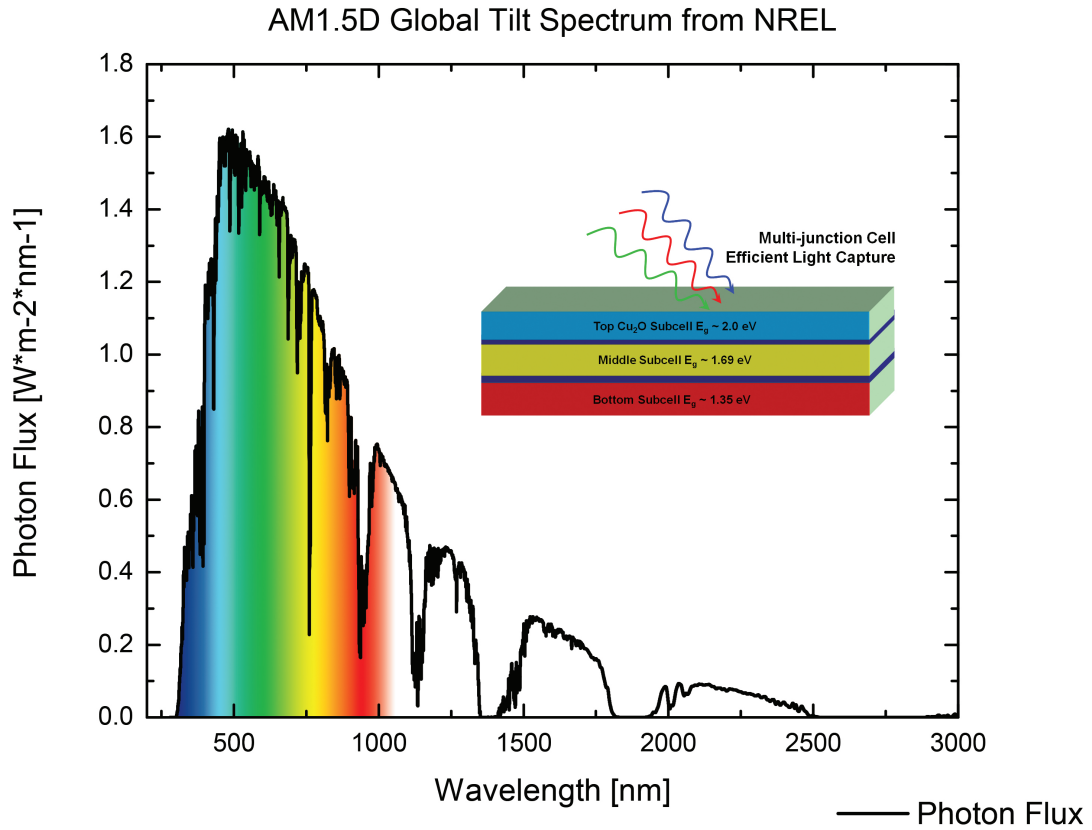 AM1.5D Global Tilt Spectrum from NREL
Photon Flux [W*m-2*nm-1]
1.8
1.6
1.4
1.2
1.0
0.8
0.6
0.4
0.2
0.0
Multi-junction Cell
Efficient Light Capture
Top Cu₂O Subcell E_g ~ 2.0 eV
Middle Subcell E_g ~ 1.69 eV
Bottom Subcell E_g ~ 1.35 eV
500 1000 1500 2000 2500 3000
Wavelength [nm]
Photon Flux